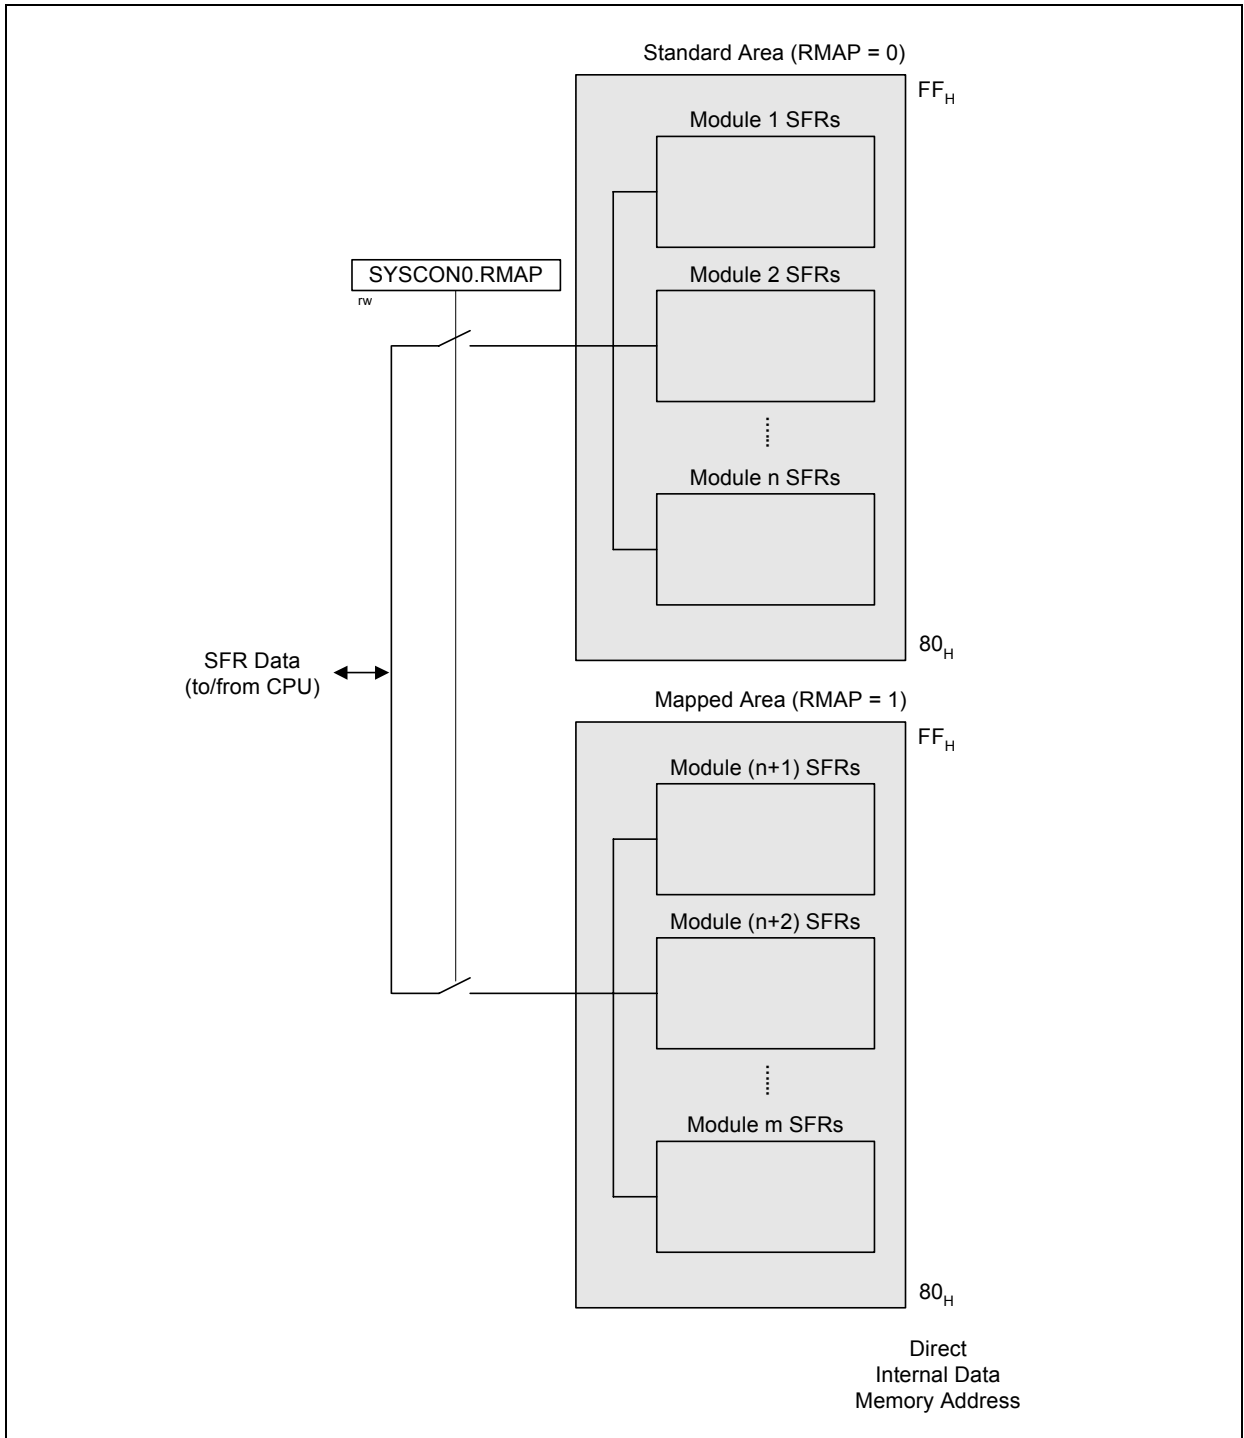 Standard Area (RMAP = 0)
FFH
Module 1 SFRs
SYSCON0.RMAP
rw
Module 2 SFRs
Module n SFRs
80H
SFR Data
(to/from CPU)
Mapped Area (RMAP = 1)
FFH
Module (n+1) SFRs
Module (n+2) SFRs
Module m SFRs
80H
Direct
Internal Data
Memory Address